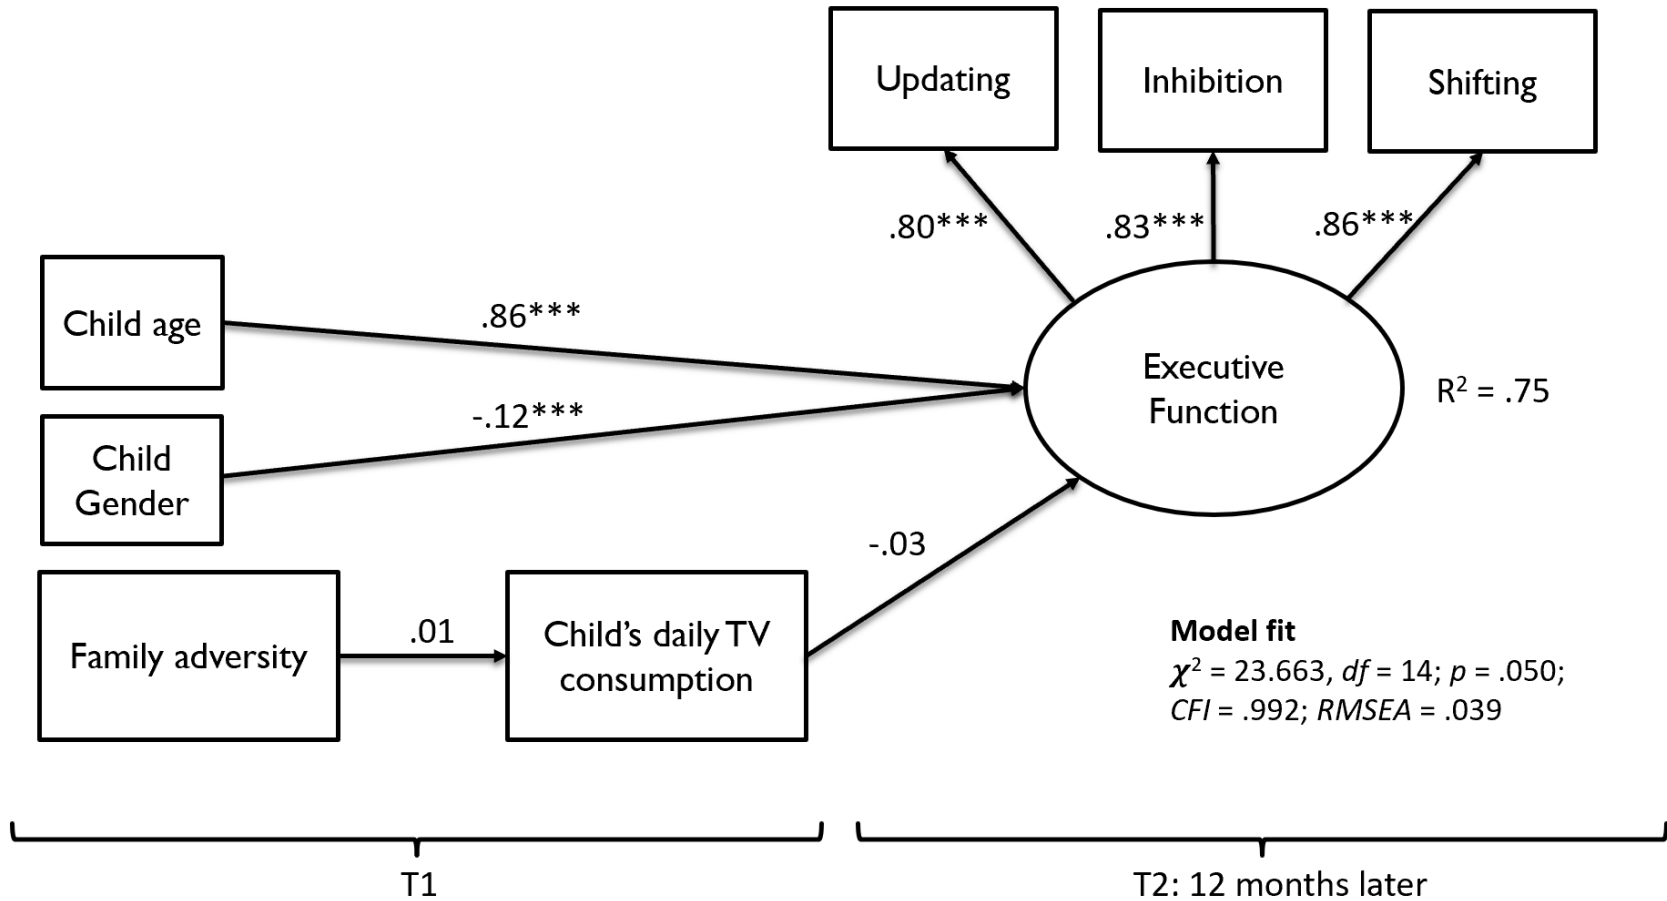 Updating
Inhibition
Shifting
.80***
.83***
.86***
Child age
.86***
Executive
Function
R² = .75
-.12***
Child
Gender
-.03
Family adversity
.01
Child’s daily TV
consumption
Model fit
χ² = 23.663, df = 14; p = .050;
CFI = .992; RMSEA = .039
T1
T2: 12 months later